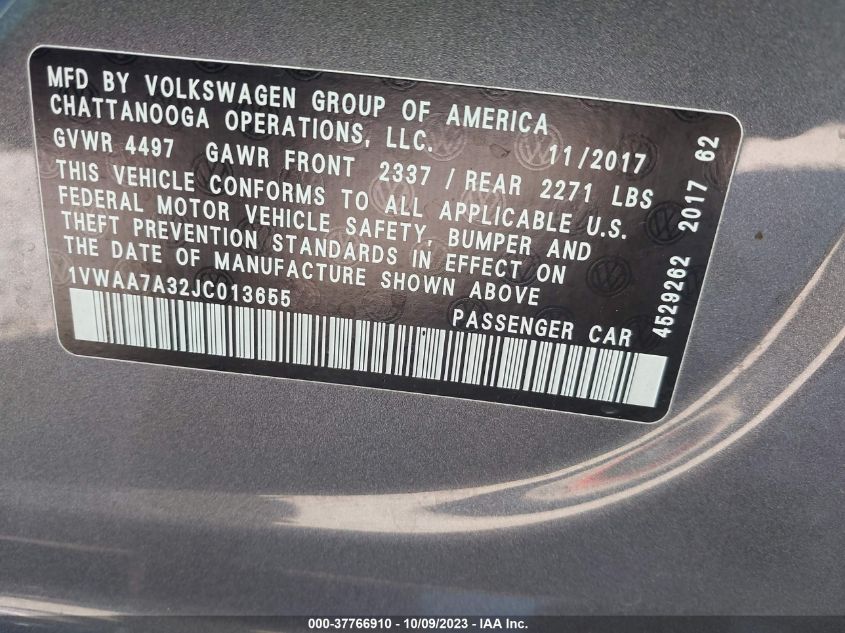 MFD BY VOLKSWAGEN GROUP OF AMERICA
CHATTANOOGA OPERATIONS, LLC.
GVWR 4497 GAWR FRONT 2337 / REAR 2271 LBS 11/2017
THIS VEHICLE CONFORMS TO ALL APPLICABLE U.S.
FEDERAL MOTOR VEHICLE SAFETY, BUMPER AND
THEFT PREVENTION STANDARDS IN EFFECT ON
THE DATE OF MANUFACTURE SHOWN ABOVE
1VWAA7A32JC013655
PASSENGER CAR
4529262 2017 62
000-37766910 - 10/09/2023 - IAA Inc.